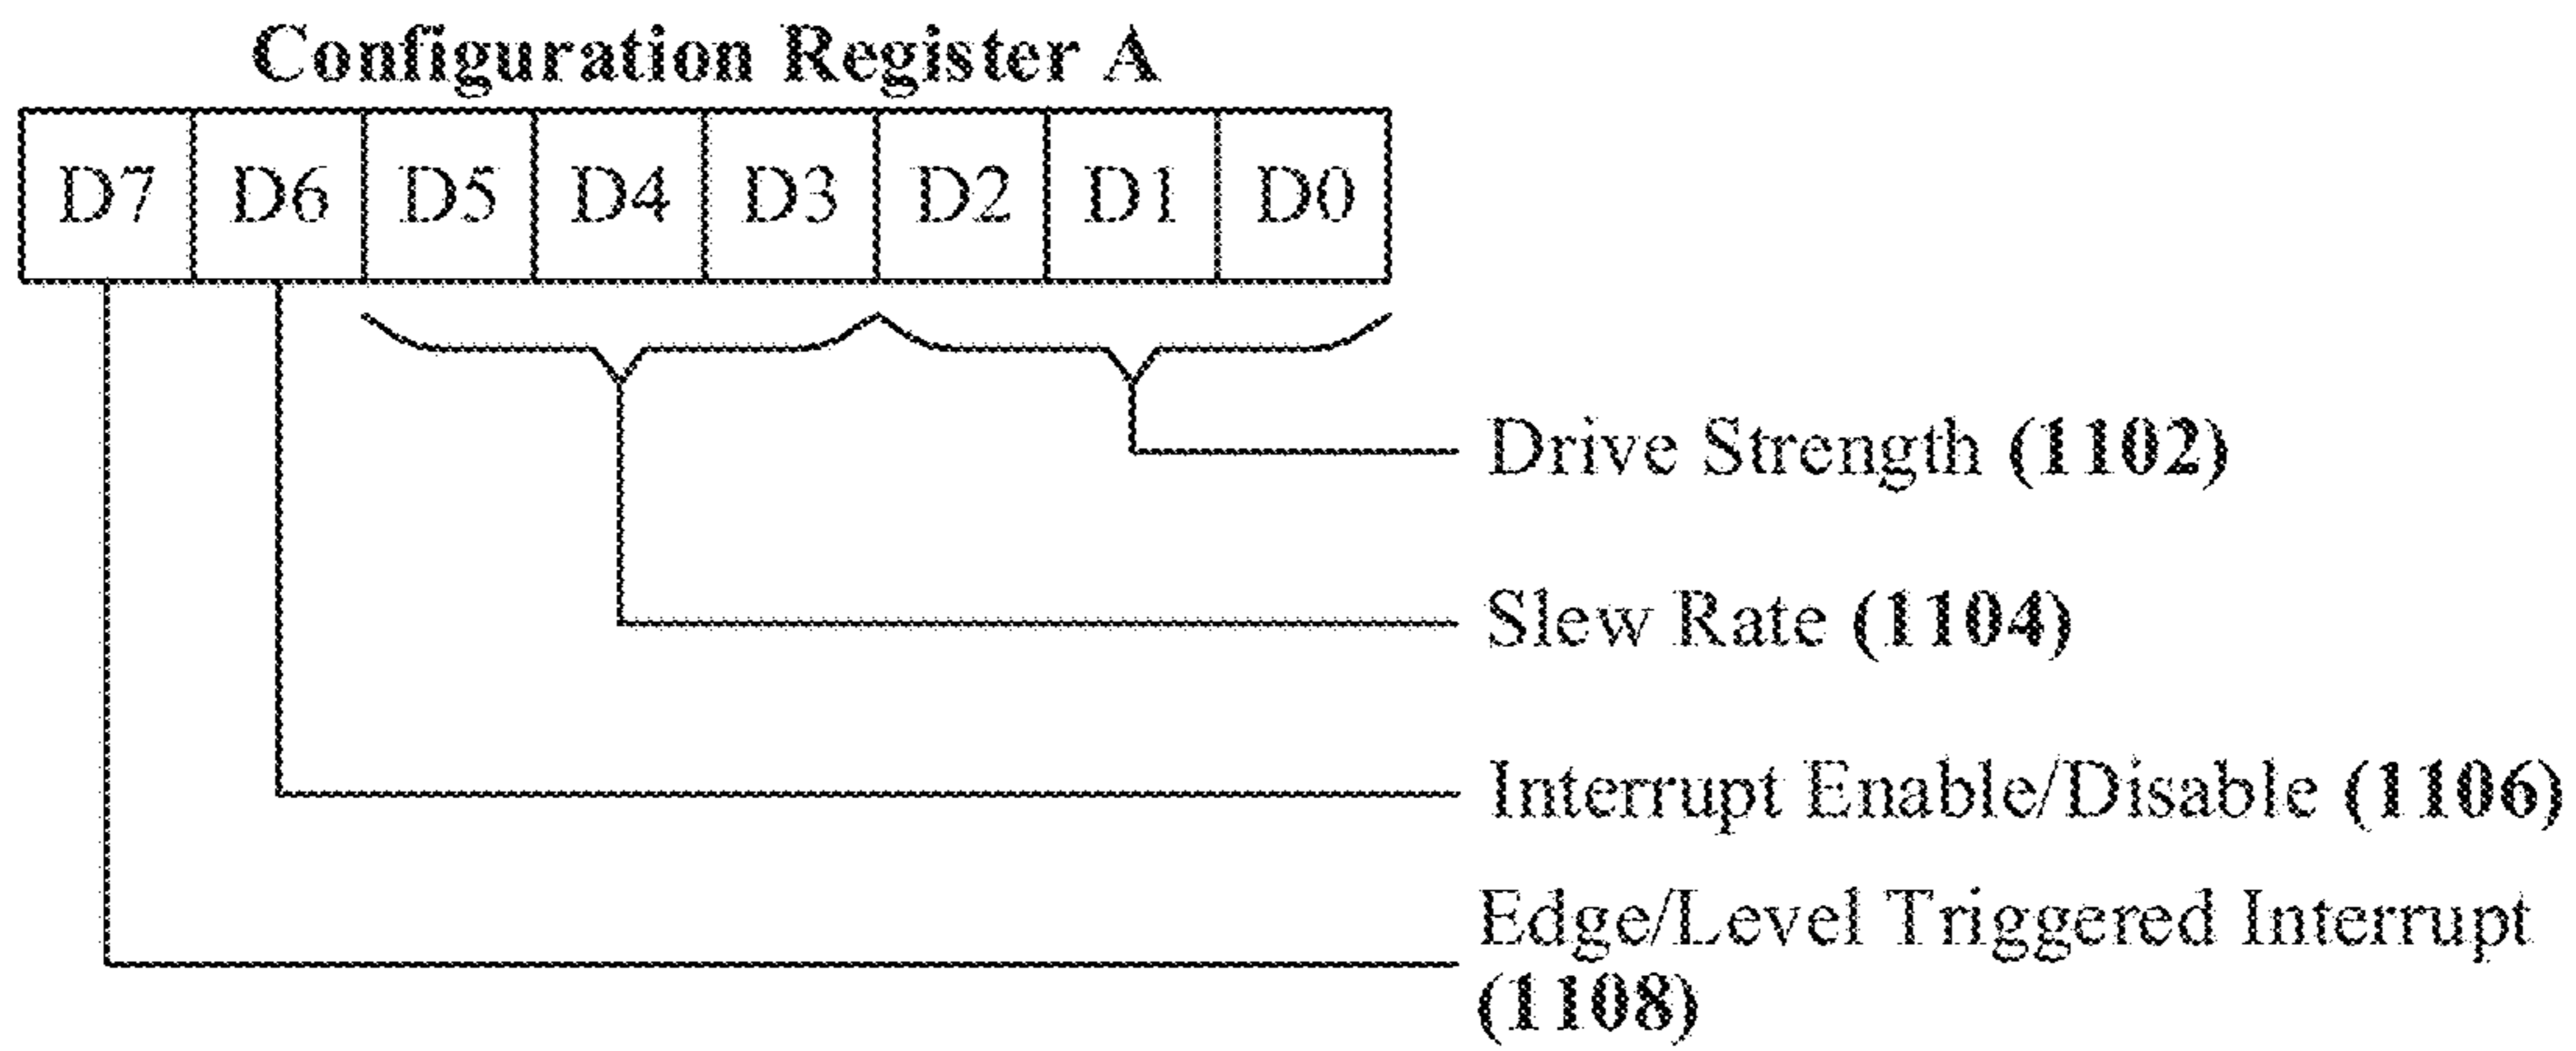 Configuration Register A
D7 D6 D5 D4 D3 D2 D1 D0
Drive Strength (1102)
Slew Rate (1104)
Interrupt Enable/Disable (1106)
Edge/Level Triggered Interrupt
(1108)